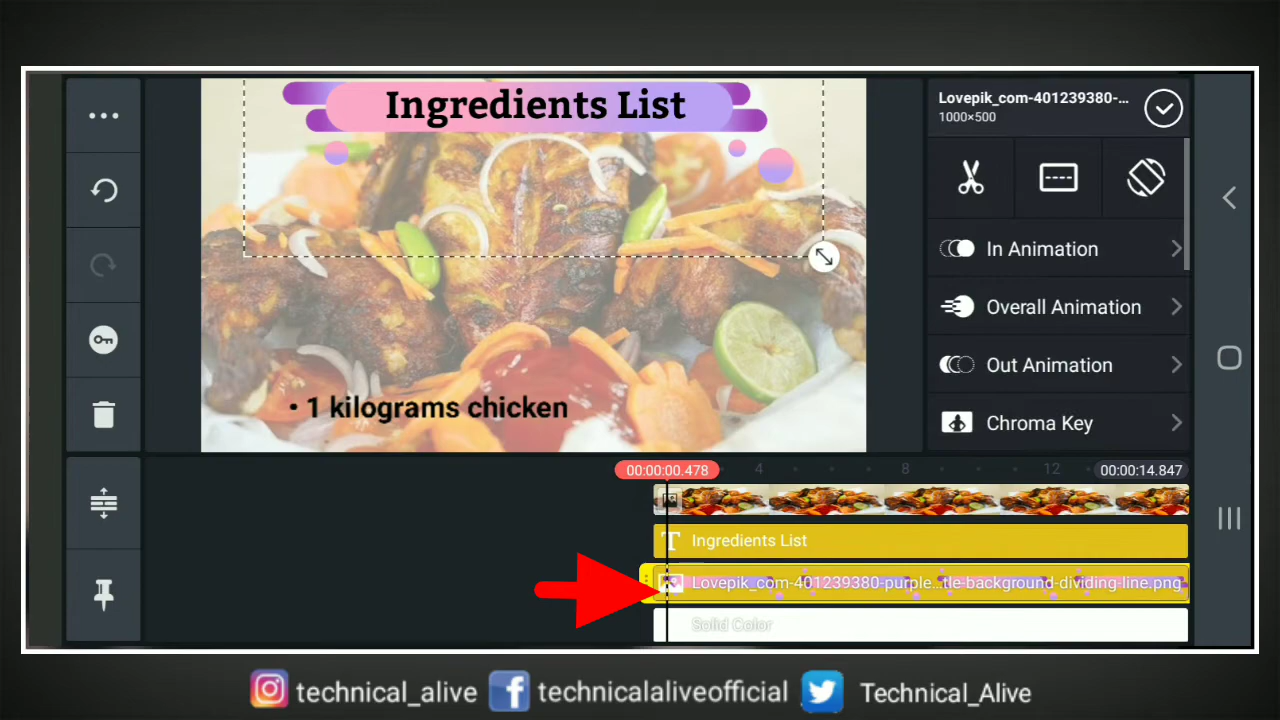 Ingredients List
• 1 kilograms chicken
Lovepik_com-401239380-...
1000×500
In Animation
Overall Animation
Out Animation
Chroma Key
00:00:00.478
4
8
12
00:00:14.847
T Ingredients List
Lovepik_com-401239380-purple...tle-background-dividing-line.png
Solid Color
technical_alive
technicalaliveofficial
Technical_Alive